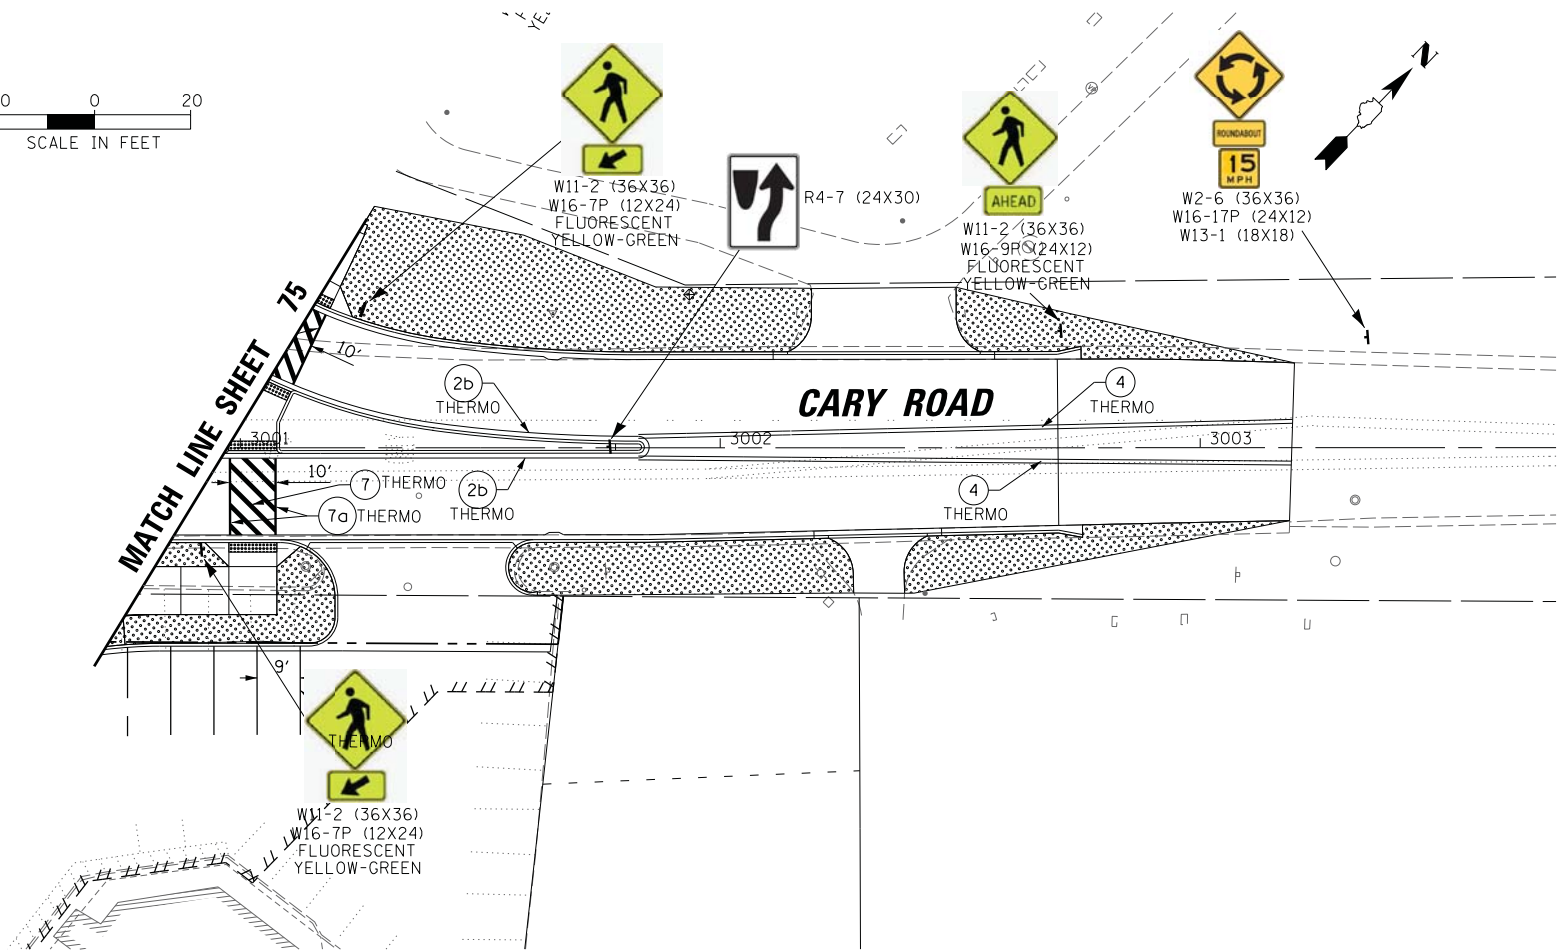 YE
N
0 0 20
SCALE IN FEET
W11-2 (36X36)
W16-7P (12X24)
FLUORESCENT
YELLOW-GREEN
R4-7 (24X30)
AHEAD
W11-2 (36X36)
W16-9P (24X12)
FLUORESCENT
YELLOW-GREEN
ROUNDABOUT
15
MPH
W2-6 (36X36)
W16-17P (24X12)
W13-1 (18X18)
MATCH LINE SHEET 75
10'
2b
THERMO
CARY ROAD
4
THERMO
3001
3002
3003
10'
7 THERMO
7a THERMO
2b
THERMO
4
THERMO
9'
THERMO
W11-2 (36X36)
W16-7P (12X24)
FLUORESCENT
YELLOW-GREEN